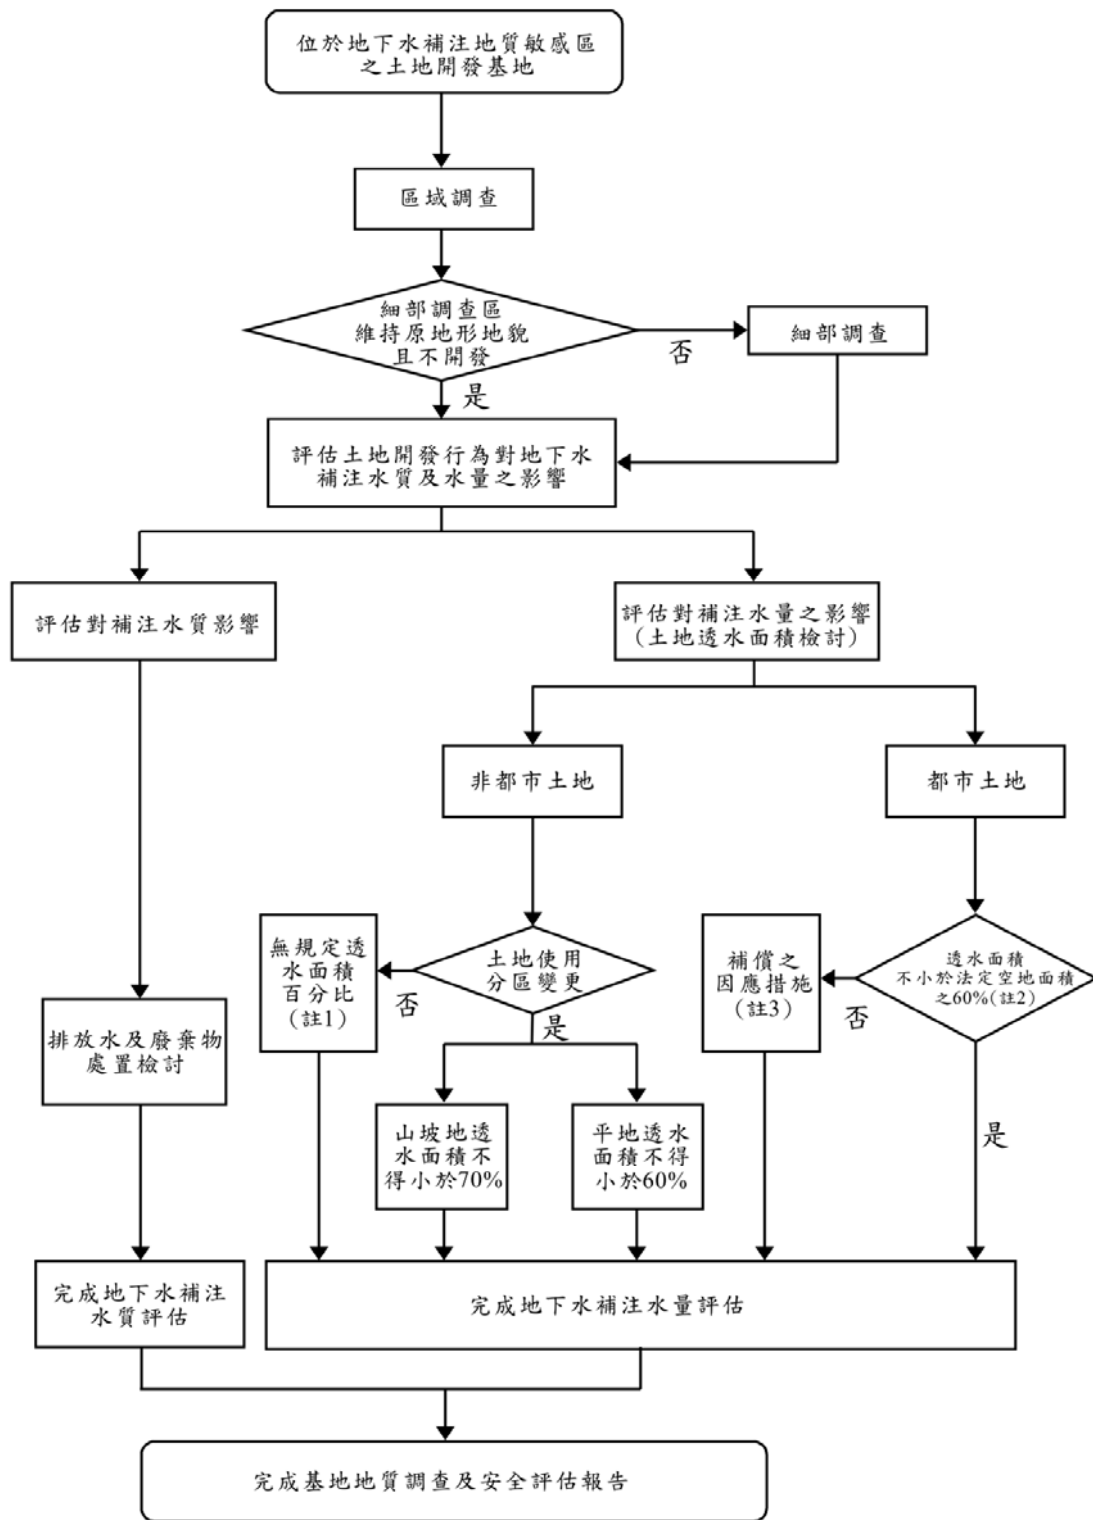 位於地下水補注地質敏感區
之土地開發基地
區域調查
細部調查區
維持原地形地貌
且不開發
否
細部調查
是
評估土地開發行為對地下水
補注水質及水量之影響
評估對補注水質影響
評估對補注水量之影響
(土地透水面積檢討)
非都市土地
都市土地
無規定透
水面積
百分比
(註1)
否
土地使用
分區變更
是
補償之
因應措施
(註3)
否
透水面積
不小於法定空地面積
之60%(註2)
是
排放水及廢棄物
處置檢討
山坡地透
水面積不
得小於70%
平地透水
面積不得
小於60%
完成地下水補注
水質評估
完成地下水補注水量評估
完成基地地質調查及安全評估報告